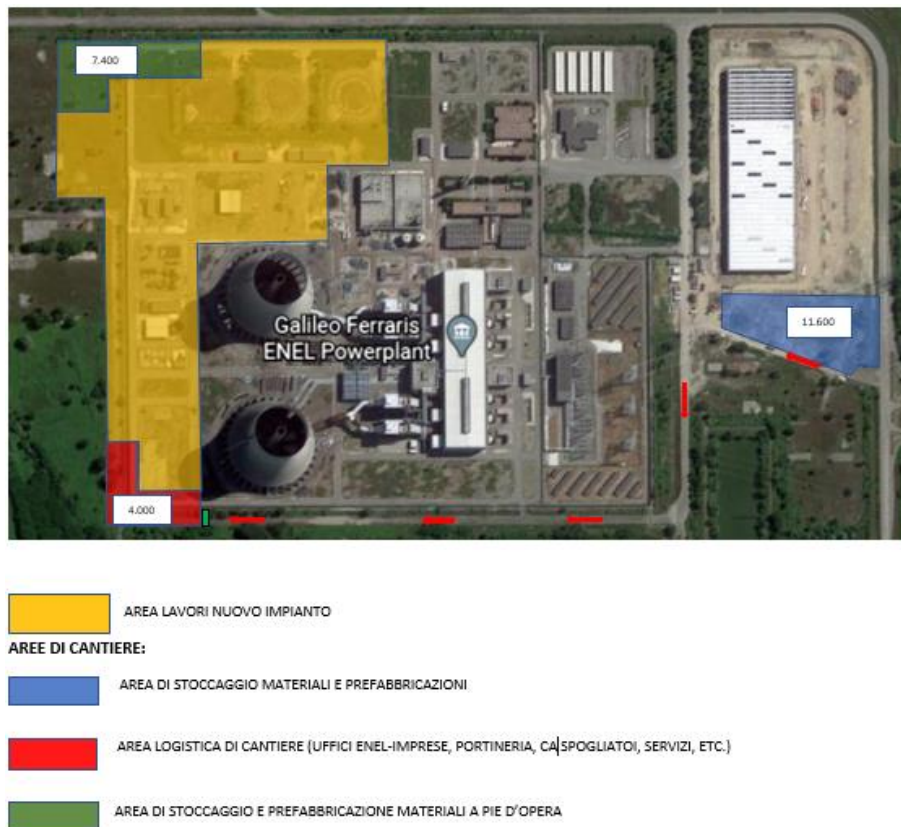 7.400
Galileo Ferraris
ENEL Powerplant
11.600
4.000
AREA LAVORI NUOVO IMPIANTO
AREE DI CANTIERE:
AREA DI STOCCAGGIO MATERIALI E PREFABBRICAZIONI
AREA LOGISTICA DI CANTIERE (UFFICI ENEL-IMPRESE, PORTINERIA, CA SPOGLIATOI, SERVIZI, ETC.)
AREA DI STOCCAGGIO E PREFABBRICAZIONE MATERIALI A PIE D'OPERA